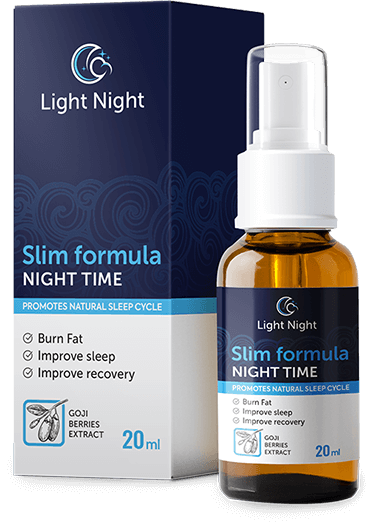 Light Night
Slim formula
NIGHT TIME
PROMOTES NATURAL SLEEP CYCLE
Burn Fat
Improve sleep
Improve recovery
GOJI
BERRIES
EXTRACT
20 ml
Light Night
Slim formula
NIGHT TIME
PROMOTES NATURAL SLEEP CYCLE
Burn Fat
Improve sleep
Improve recovery
GOJI
BERRIES
EXTRACT
20 ml